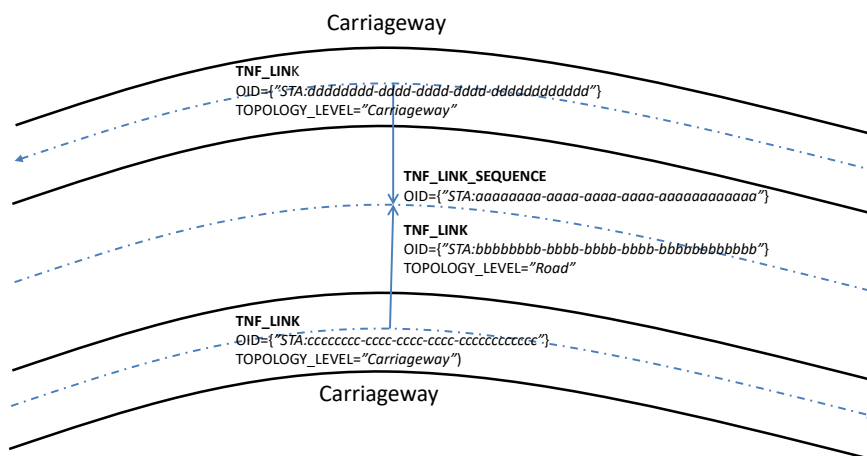 Carriageway
TNF_LINK
OID={"STA:dddddddd-dddd-dddd-dddd-dddddddddddd"}
TOPOLOGY_LEVEL="Carriageway"
TNF_LINK_SEQUENCE
OID={"STA:aaaaaaaa-aaaa-aaaa-aaaa-aaaaaaaaaaaa"}
TNF_LINK
OID={"STA:bbbbbbbb-bbbb-bbbb-bbbb-bbbbbbbbbbbb"}
TOPOLOGY_LEVEL="Road"
TNF_LINK
OID={"STA:cccccccc-cccc-cccc-cccc-cccccccccccc"}
TOPOLOGY_LEVEL="Carriageway")
Carriageway